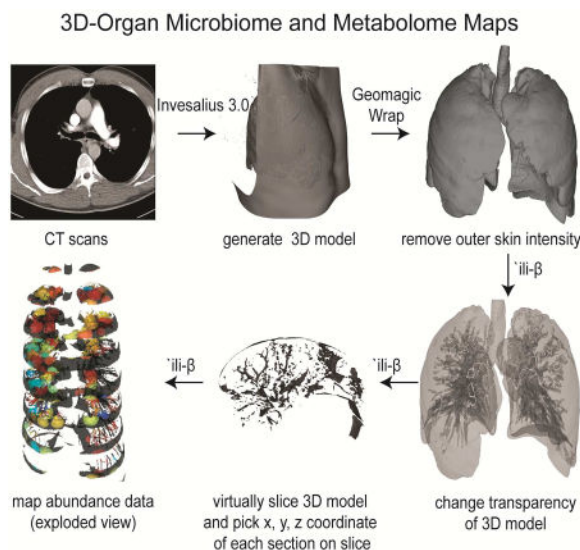 3D-Organ Microbiome and Metabolome Maps
Invesalius 3.0
Geomagic
Wrap
CT scans
generate 3D model
remove outer skin intensity
`ili-β
`ili-β
`ili-β
map abundance data
(exploded view)
virtually slice 3D model
and pick x, y, z coordinate
of each section on slice
change transparency
of 3D model